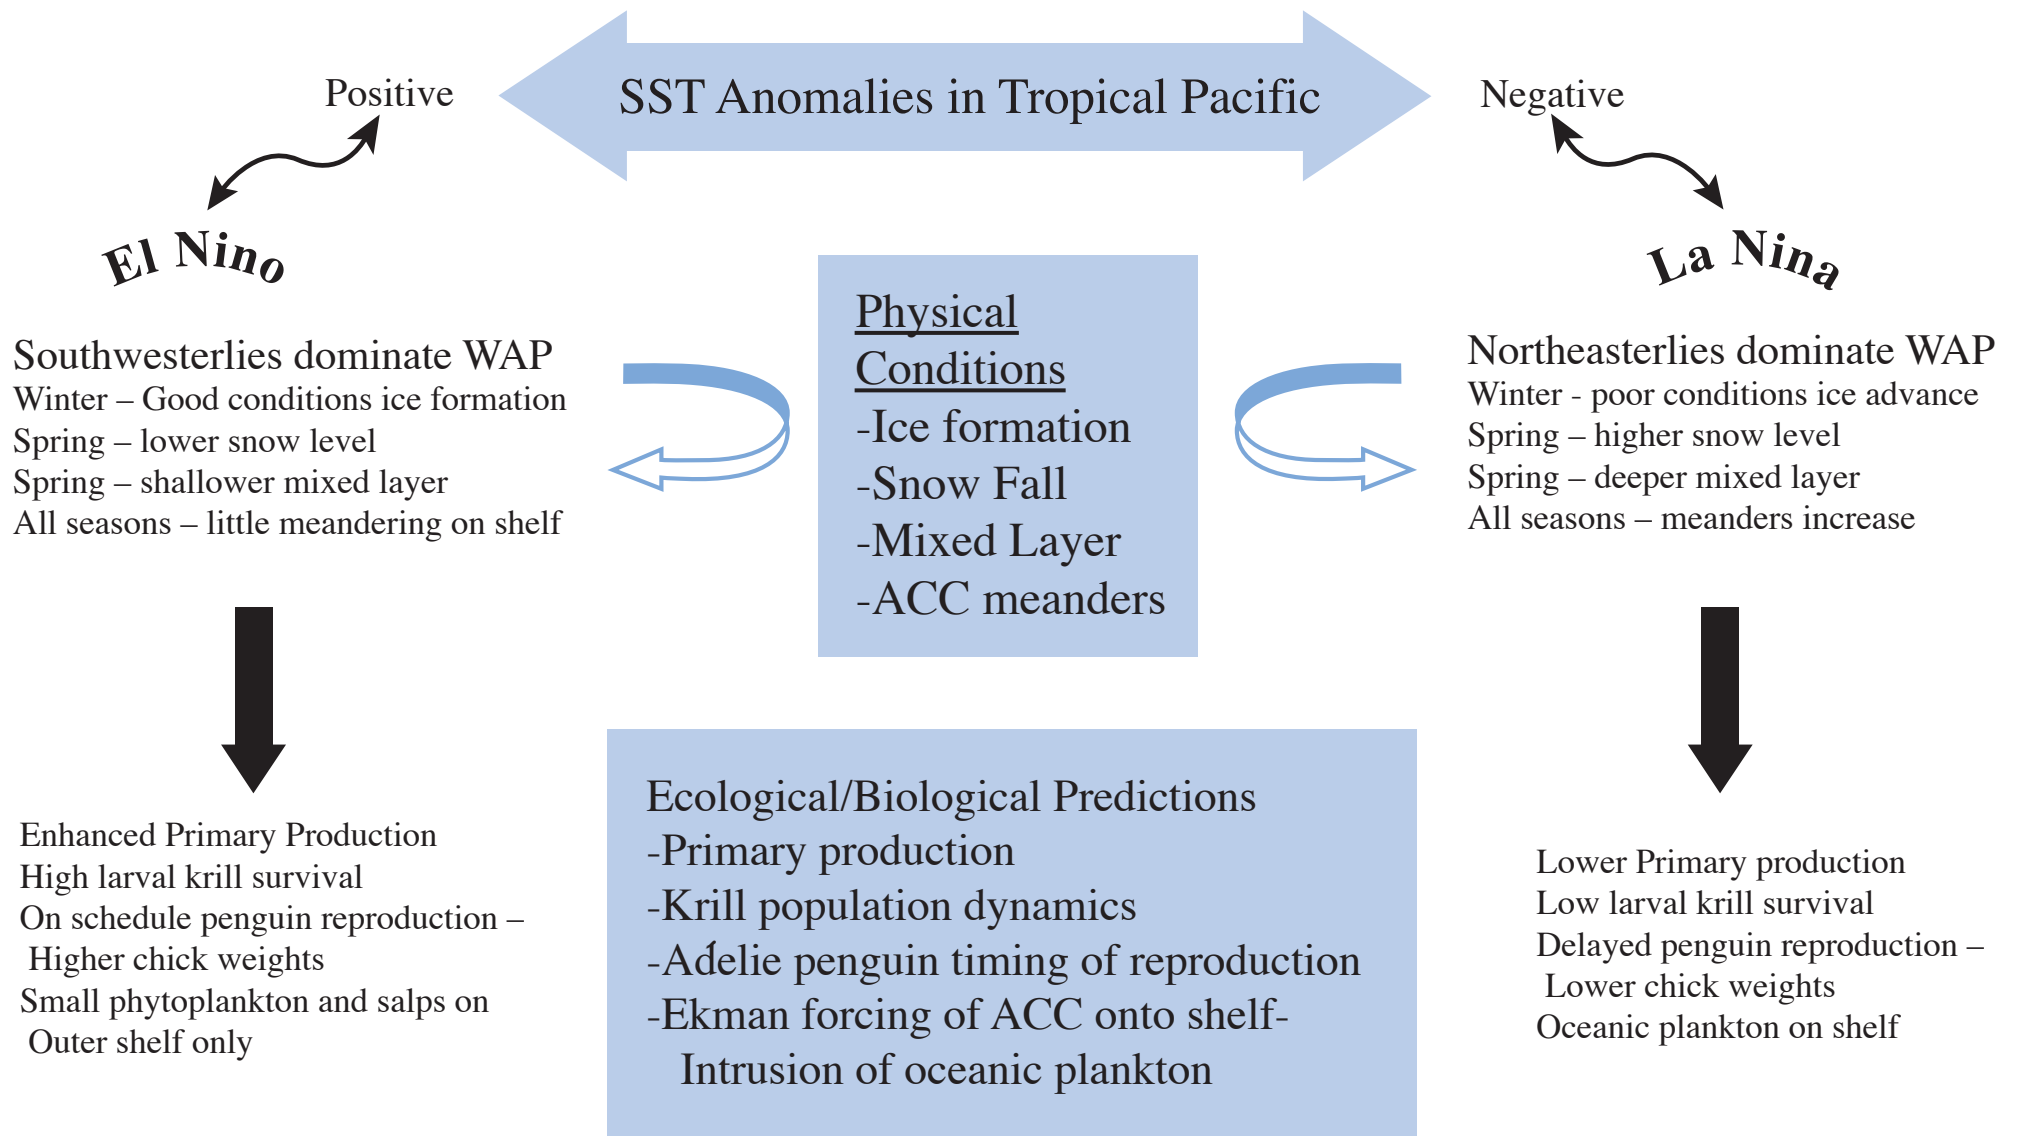 Positive
SST Anomalies in Tropical Pacific
Negative
El Nino
La Nina
Southwesterlies dominate WAP
Winter – Good conditions ice formation
Spring – lower snow level
Spring – shallower mixed layer
All seasons – little meandering on shelf
Physical
Conditions
-Ice formation
-Snow Fall
-Mixed Layer
-ACC meanders
Northeasterlies dominate WAP
Winter - poor conditions ice advance
Spring – higher snow level
Spring – deeper mixed layer
All seasons – meanders increase
Enhanced Primary Production
High larval krill survival
On schedule penguin reproduction –
Higher chick weights
Small phytoplankton and salps on
Outer shelf only
Ecological/Biological Predictions
-Primary production
-Krill population dynamics
-Ad́elie penguin timing of reproduction
-Ekman forcing of ACC onto shelf-
Intrusion of oceanic plankton
Lower Primary production
Low larval krill survival
Delayed penguin reproduction –
Lower chick weights
Oceanic plankton on shelf